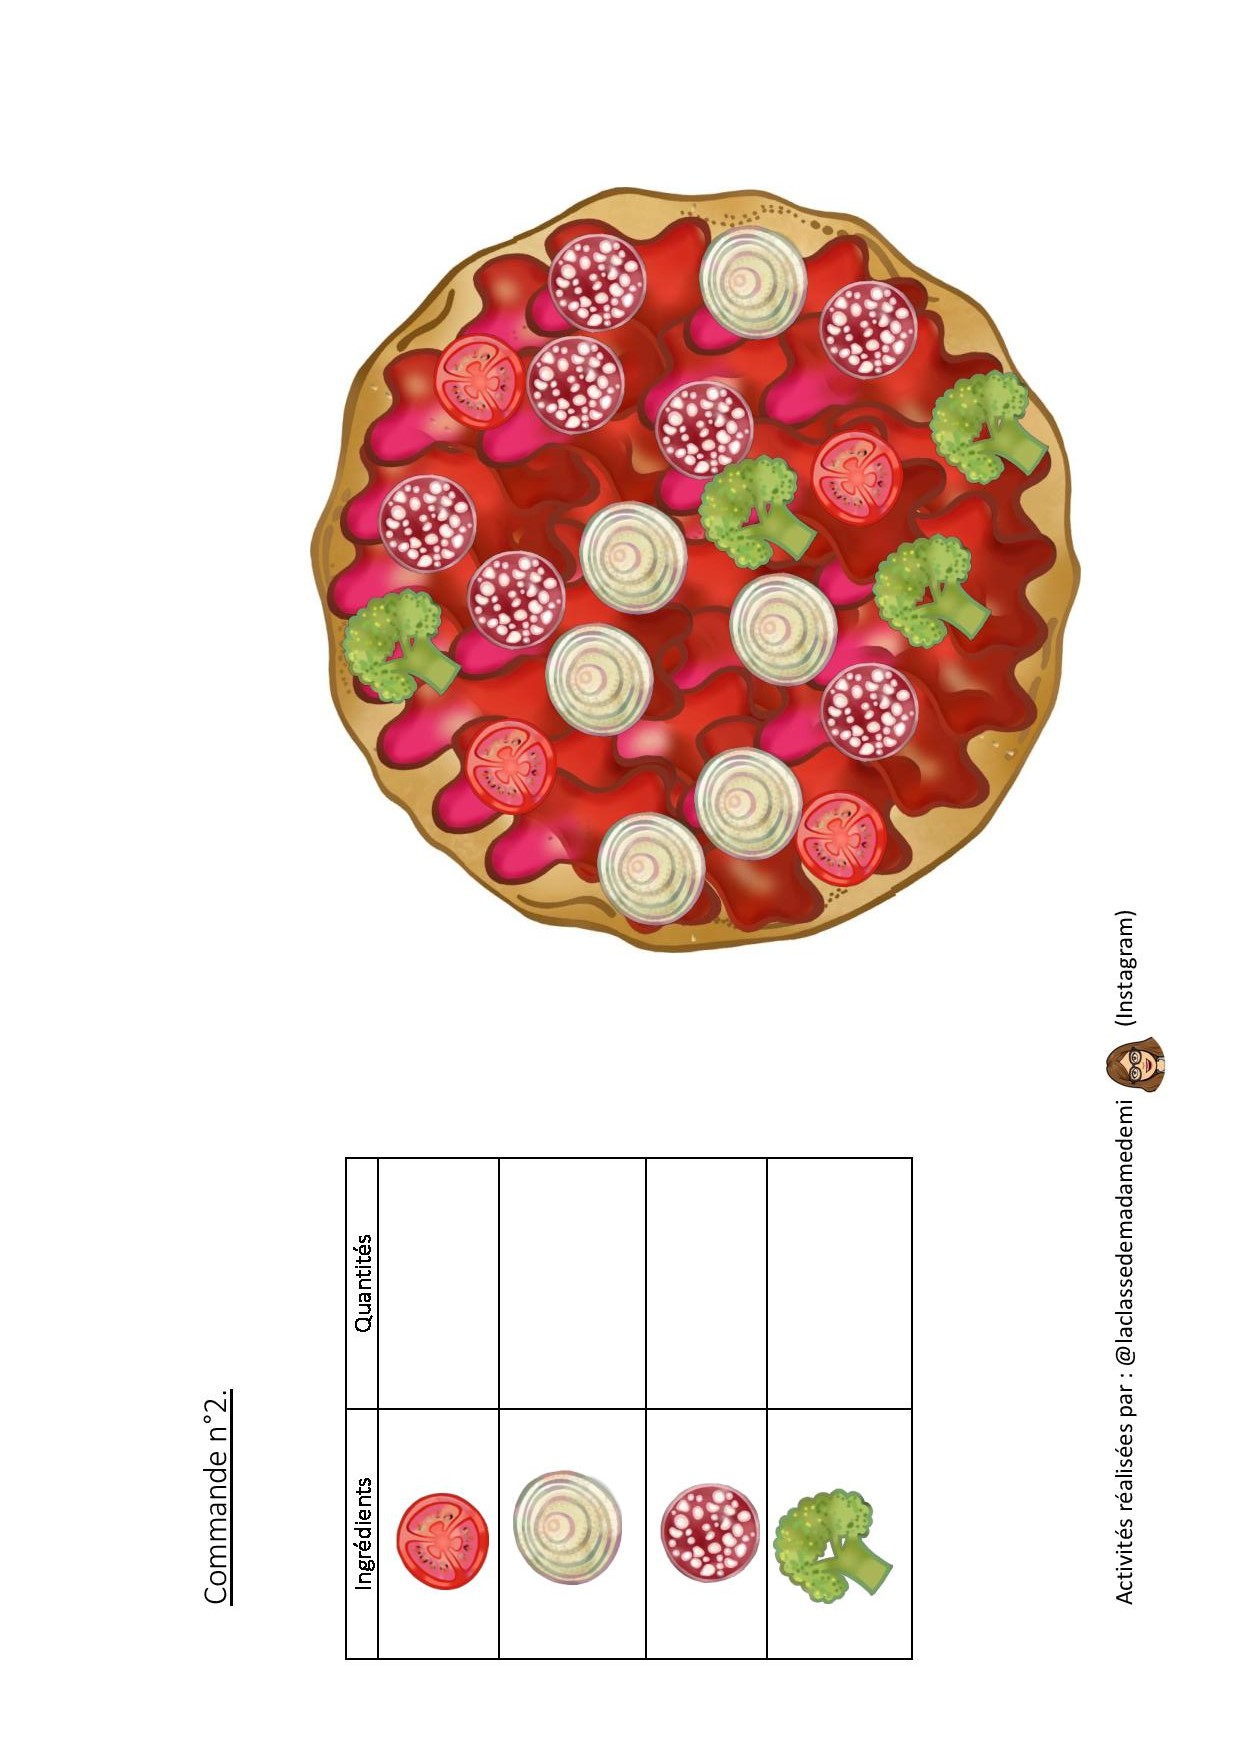 Commande n°2.
Ingrédients Quantités
Activités réalisées par : @laclassedemadamedemi (Instagram)